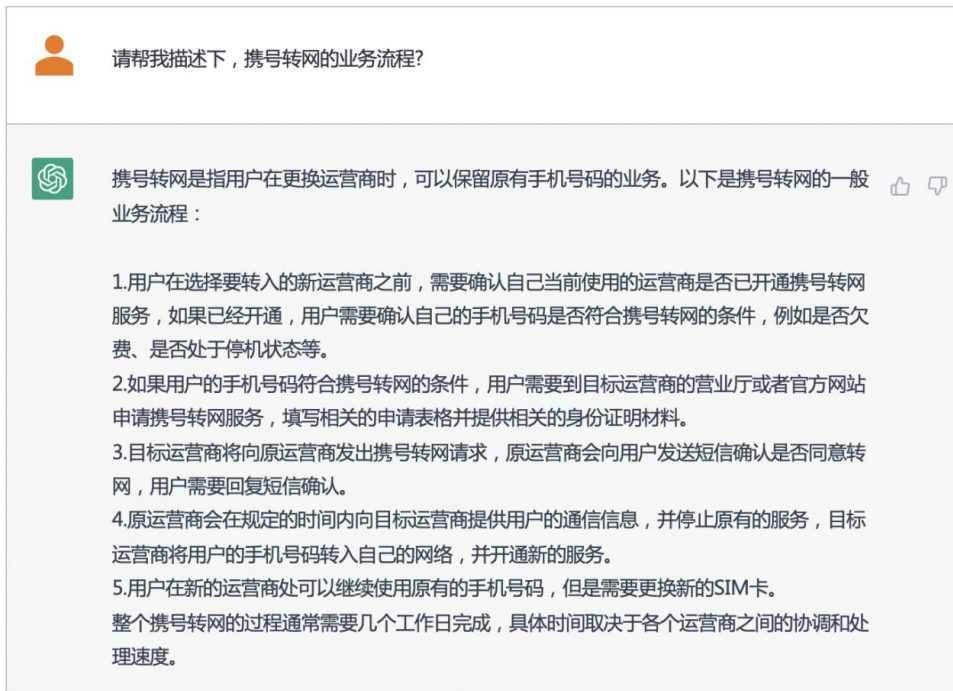 请帮我描述下，携号转网的业务流程?
携号转网是指用户在更换运营商时，可以保留原有手机号码的业务。以下是携号转网的一般
业务流程：
1.用户在选择要转入的新运营商之前，需要确认自己当前使用的运营商是否已开通携号转网
服务，如果已经开通，用户需要确认自己的手机号码是否符合携号转网的条件，例如是否欠
费、是否处于停机状态等。
2.如果用户的手机号码符合携号转网的条件，用户需要到目标运营商的营业厅或者官方网站
申请携号转网服务，填写相关的申请表格并提供相关的身份证明材料。
3.目标运营商将向原运营商发出携号转网请求，原运营商会向用户发送短信确认是否同意转
网，用户需要回复短信确认。
4.原运营商会在规定的时间内向目标运营商提供用户的通信信息，并停止原有的服务，目标
运营商将用户的手机号码转入自己的网络，并开通新的服务。
5.用户在新的运营商处可以继续使用原有的手机号码，但是需要更换新的SIM卡。
整个携号转网的过程通常需要几个工作日完成，具体时间取决于各个运营商之间的协调和处
理速度。